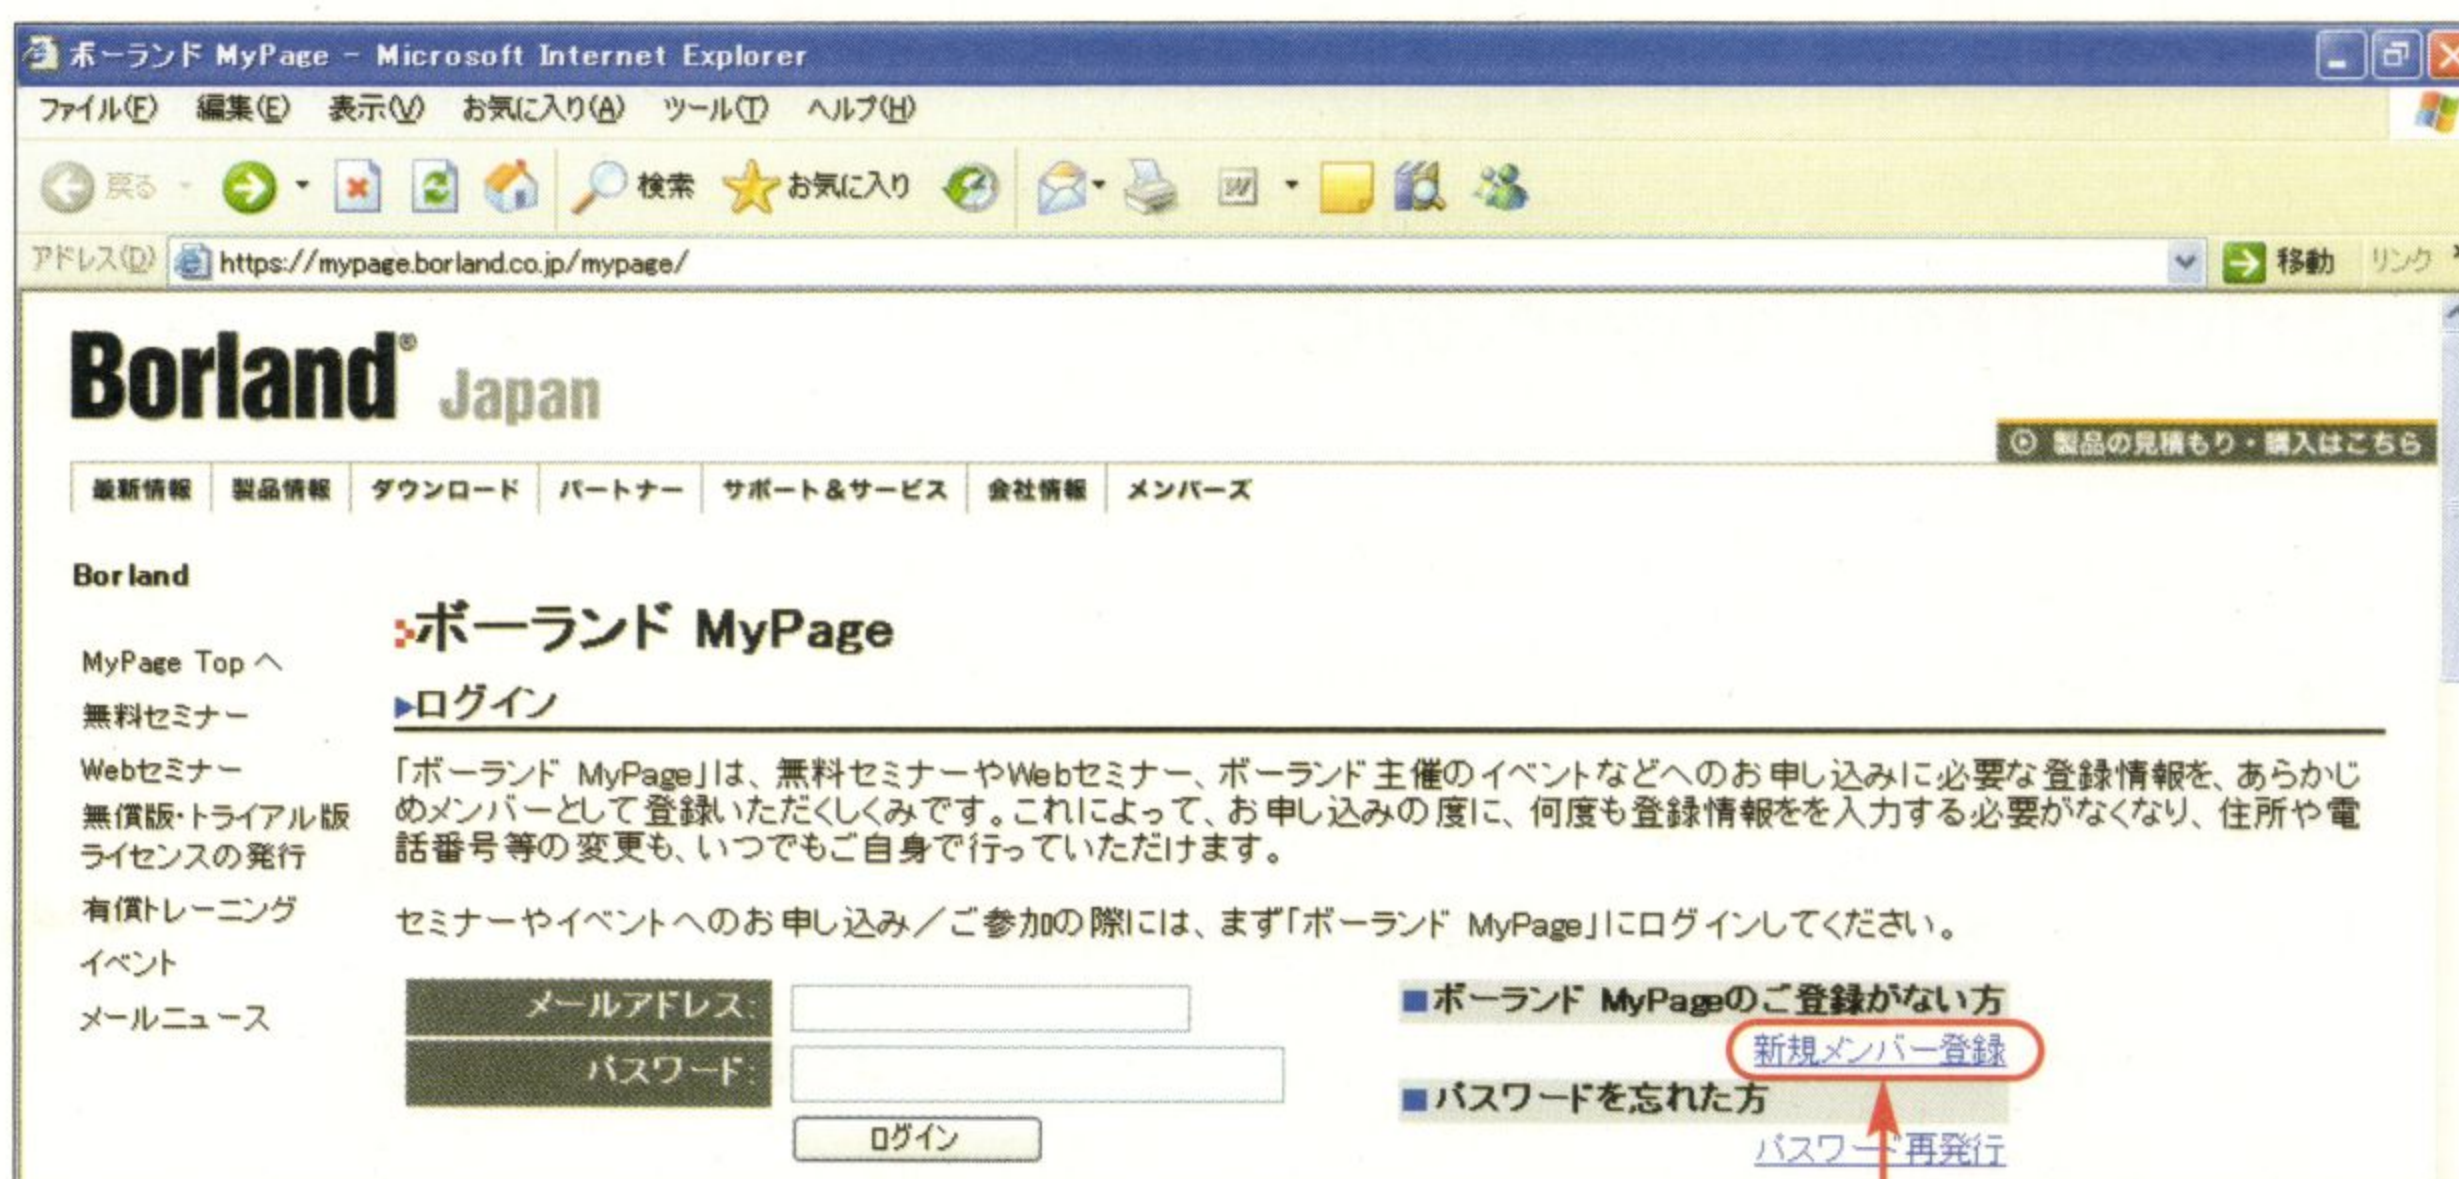 ボーランド MyPage - Microsoft Internet Explorer
ファイル(F) 編集(E) 表示(V) お気に入り(A) ツール(T) ヘルプ(H)
戻る 検索 お気に入り
アドレス(D) https://mypage.borland.co.jp/mypage/ 移動 リンク
Borland® Japan
製品の見積もり・購入はこちら
最新情報 製品情報 ダウンロード パートナー サポート&サービス 会社情報 メンバーズ
Borland
MyPage Top へ
無料セミナー
Webセミナー
無償版・トライアル版
ライセンスの発行
有償トレーニング
イベント
メールニュース
ボーランド MyPage
ログイン
「ボーランド MyPage」は、無料セミナーやWebセミナー、ボーランド主催のイベントなどへのお申し込みに必要な登録情報を、あらかじ
めメンバーとして登録いただくしくみです。これによって、お申し込みの度に、何度も登録情報をを入力する必要がなくなり、住所や電
話番号等の変更も、いつでもご自身で行っていただけます。
セミナーやイベントへのお申し込み/ご参加の際には、まず「ボーランド MyPage」にログインしてください。
メールアドレス:
パスワード:
ログイン
■ボーランド MyPageのご登録がない方
新規メンバー登録
■パスワードを忘れた方
パスワード再発行